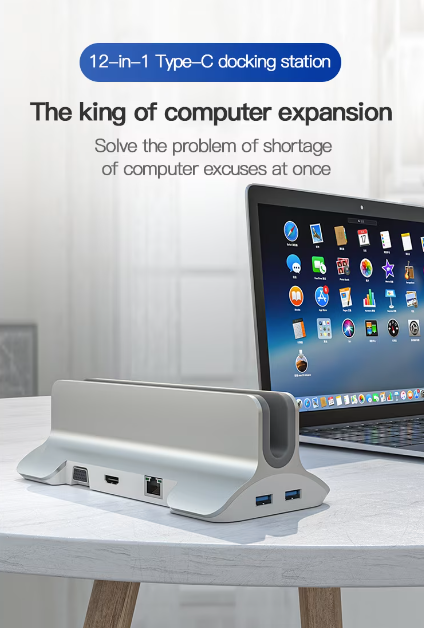 12-in-1 Type-C docking station
The king of computer expansion
Solve the problem of shortage
of computer excuses at once